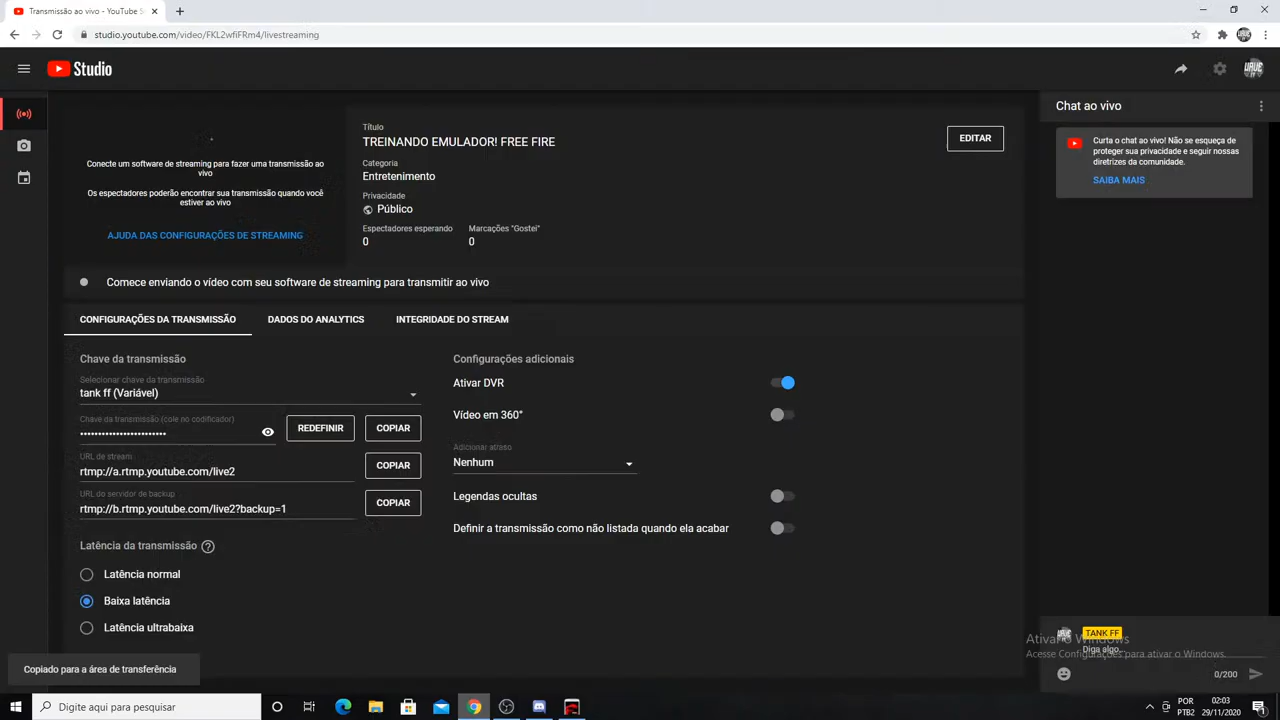 Transmissão ao vivo - YouTube S
studio.youtube.com/video/FKL2wfiFRm4/livestreaming
Studio
Conecte um software de streaming para fazer uma transmissão ao
vivo
Os espectadores poderão encontrar sua transmissão quando você
estiver ao vivo
AJUDA DAS CONFIGURAÇÕES DE STREAMING
Título
TREINANDO EMULADOR! FREE FIRE
Categoria
Entretenimento
Privacidade
Público
Espectadores esperando
0
Marcações "Gostei"
0
EDITAR
Chat ao vivo
Curta o chat ao vivo! Não se esqueça de
proteger sua privacidade e seguir nossas
diretrizes da comunidade.
SAIBA MAIS
Comece enviando o vídeo com seu software de streaming para transmitir ao vivo
CONFIGURAÇÕES DA TRANSMISSÃO
DADOS DO ANALYTICS
INTEGRIDADE DO STREAM
Chave da transmissão
Selecionar chave da transmissão
tank ff (Variável)
Chave da transmissão (cole no codificador)
REDEFINIR
COPIAR
URL de stream
rtmp://a.rtmp.youtube.com/live2
COPIAR
URL do servidor de backup
rtmp://b.rtmp.youtube.com/live2?backup=1
COPIAR
Latência da transmissão
Latência normal
Baixa latência
Latência ultrabaixa
Configurações adicionais
Ativar DVR
Vídeo em 360°
Adicionar atraso
Nenhum
Legendas ocultas
Definir a transmissão como não listada quando ela acabar
TANK FF
Diga algo...
Ativar o Windows
Acesse Configurações para ativar o Windows.
0/200
Copiado para a área de transferência
Digite aqui para pesquisar
POR
PTB2
02:03
29/11/2020